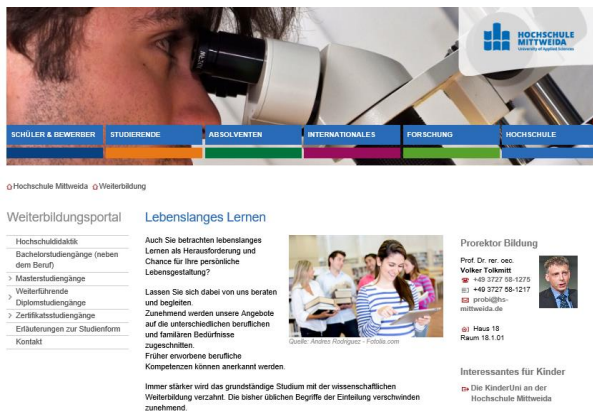 HOCHSCHULE
MITTWEIDA
University of Applied Sciences
SCHÜLER & BEWERBER STUDIERENDE ABSOLVENTEN INTERNATIONALES FORSCHUNG HOCHSCHULE
Hochschule Mittweida Weiterbildung
Weiterbildungsportal
Hochschuldidaktik
Bachelorstudiengänge (neben
dem Beruf)
Masterstudiengänge
Weiterführende
Diplomstudiengänge
Zertifikatsstudiengänge
Erläuterungen zur Studienform
Kontakt
Lebenslanges Lernen
Auch Sie betrachten lebenslanges
Lernen als Herausforderung und
Chance für Ihre persönliche
Lebensgestaltung?
Lassen Sie sich dabei von uns beraten
und begleiten.
Zunehmend werden unsere Angebote
auf die unterschiedlichen beruflichen
und familären Bedürfnisse
zugeschnitten.
Früher erworbene berufliche
Kompetenzen können anerkannt werden.
Quelle: Andres Rodriguez - Fotolia.com
Immer stärker wird das grundständige Studium mit der wissenschaftlichen
Weiterbildung verzahnt. Die bisher üblichen Begriffe der Einteilung verschwinden
zunehmend.
Prorektor Bildung
Prof. Dr. rer. oec.
Volker Tolkmitt
+49 3727 58-1275
+49 3727 58-1217
probi@hs-
mittweida.de
Haus 18
Raum 18.1.01
Interessantes für Kinder
Die KinderUni an der
Hochschule Mittweida